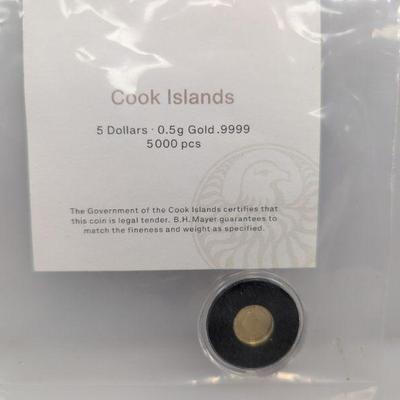 Cook Islands
5 Dollars · 0.5g Gold .9999
5000 pcs
The Government of the Cook Islands certifies that
this coin is legal tender. B.H. Mayer guarantees to
match the fineness and weight as specified.